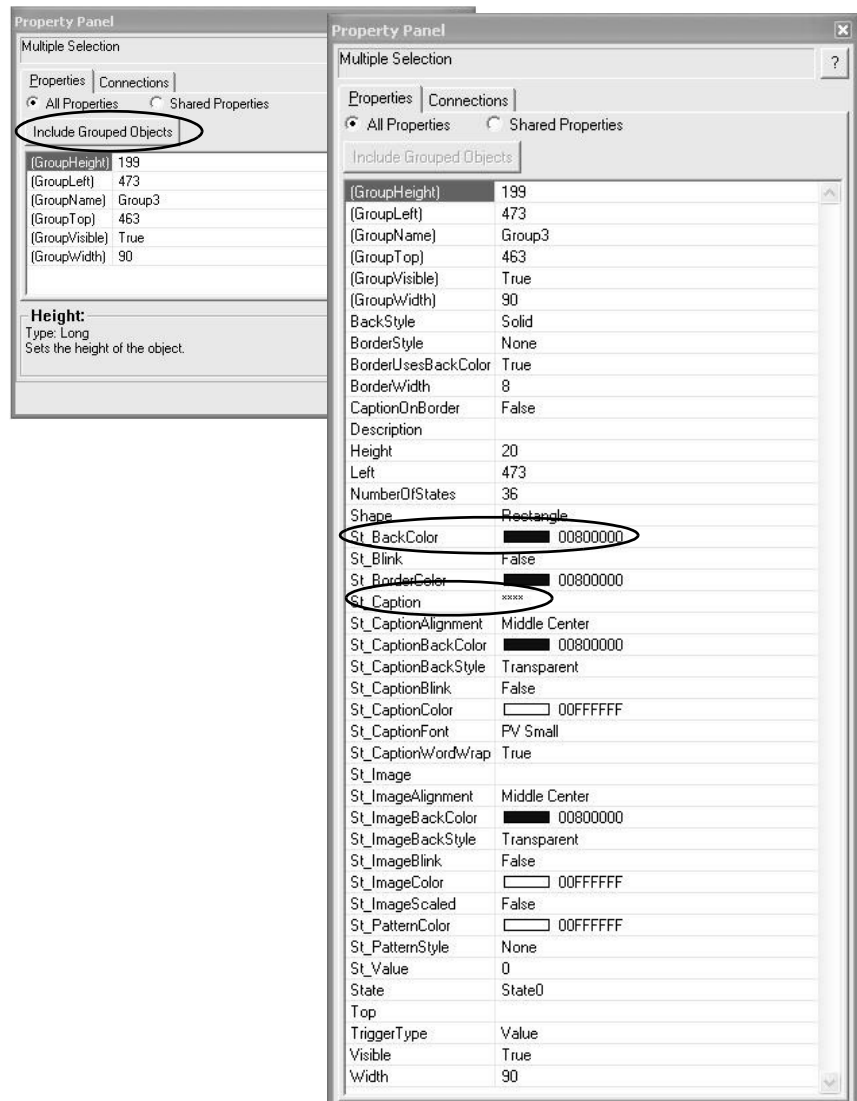 Property Panel
Multiple Selection
Properties Connections
All Properties Shared Properties
Include Grouped Objects
(GroupHeight) 199
(GroupLeft) 473
(GroupName) Group3
(GroupTop) 463
(GroupVisible) True
(GroupWidth) 90
Height:
Type: Long
Sets the height of the object.
Property Panel
Multiple Selection
?
Properties Connections
All Properties Shared Properties
Include Grouped Objects
(GroupHeight) 199
(GroupLeft) 473
(GroupName) Group3
(GroupTop) 463
(GroupVisible) True
(GroupWidth) 90
BackStyle Solid
BorderStyle None
BorderUsesBackColor True
BorderWidth 8
CaptionOnBorder False
Description
Height 20
Left 473
NumberOfStates 36
Shape Rectangle
St_BackColor 00800000
St_Blink False
St_BorderColor 00800000
St_Caption ××××
St_CaptionAlignment Middle Center
St_CaptionBackColor 00800000
St_CaptionBackStyle Transparent
St_CaptionBlink False
St_CaptionColor 00FFFFFF
St_CaptionFont PV Small
St_CaptionWordWrap True
St_Image
St_ImageAlignment Middle Center
St_ImageBackColor 00800000
St_ImageBackStyle Transparent
St_ImageBlink False
St_ImageColor 00FFFFFF
St_ImageScaled False
St_PatternColor 00FFFFFF
St_PatternStyle None
St_Value 0
State State0
Top
TriggerType Value
Visible True
Width 90